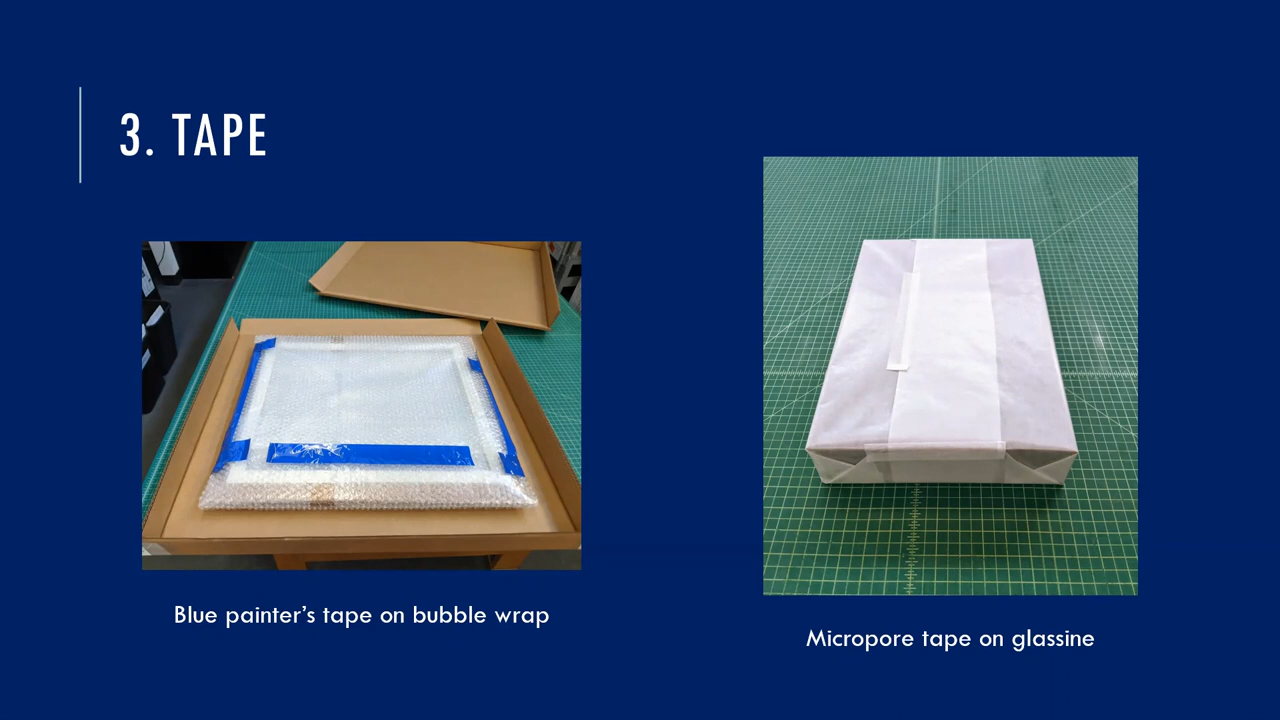 3. TAPE
Blue painter's tape on bubble wrap
Micropore tape on glassine